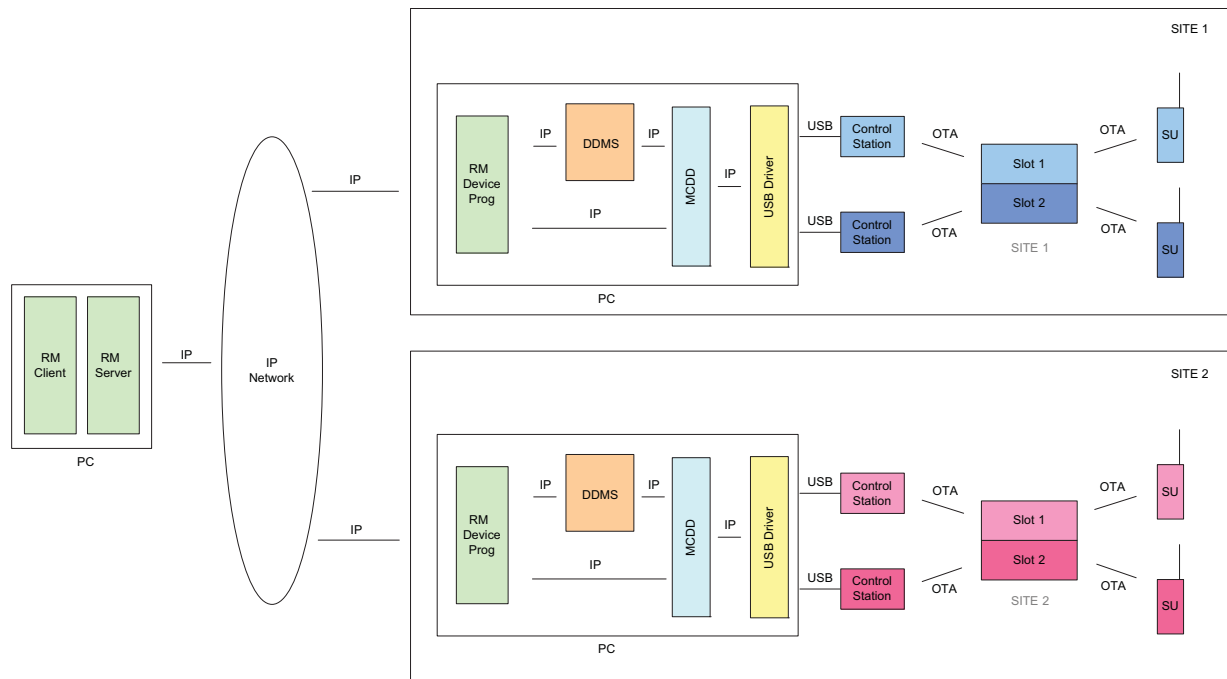 SITE 1
USB
Control
Station
OTA
OTA
SU
IP
DDMS
IP
RM
Device
Prog
MCDD
IP
USB Driver
Slot 1
Slot 2
IP
IP
USB
Control
Station
OTA
OTA
SU
SITE 1
PC
RM
Client
RM
Server
IP
IP
Network
PC
SITE 2
USB
Control
Station
OTA
OTA
SU
IP
DDMS
IP
RM
Device
Prog
MCDD
IP
USB Driver
Slot 1
Slot 2
IP
IP
USB
Control
Station
OTA
OTA
SU
SITE 2
PC